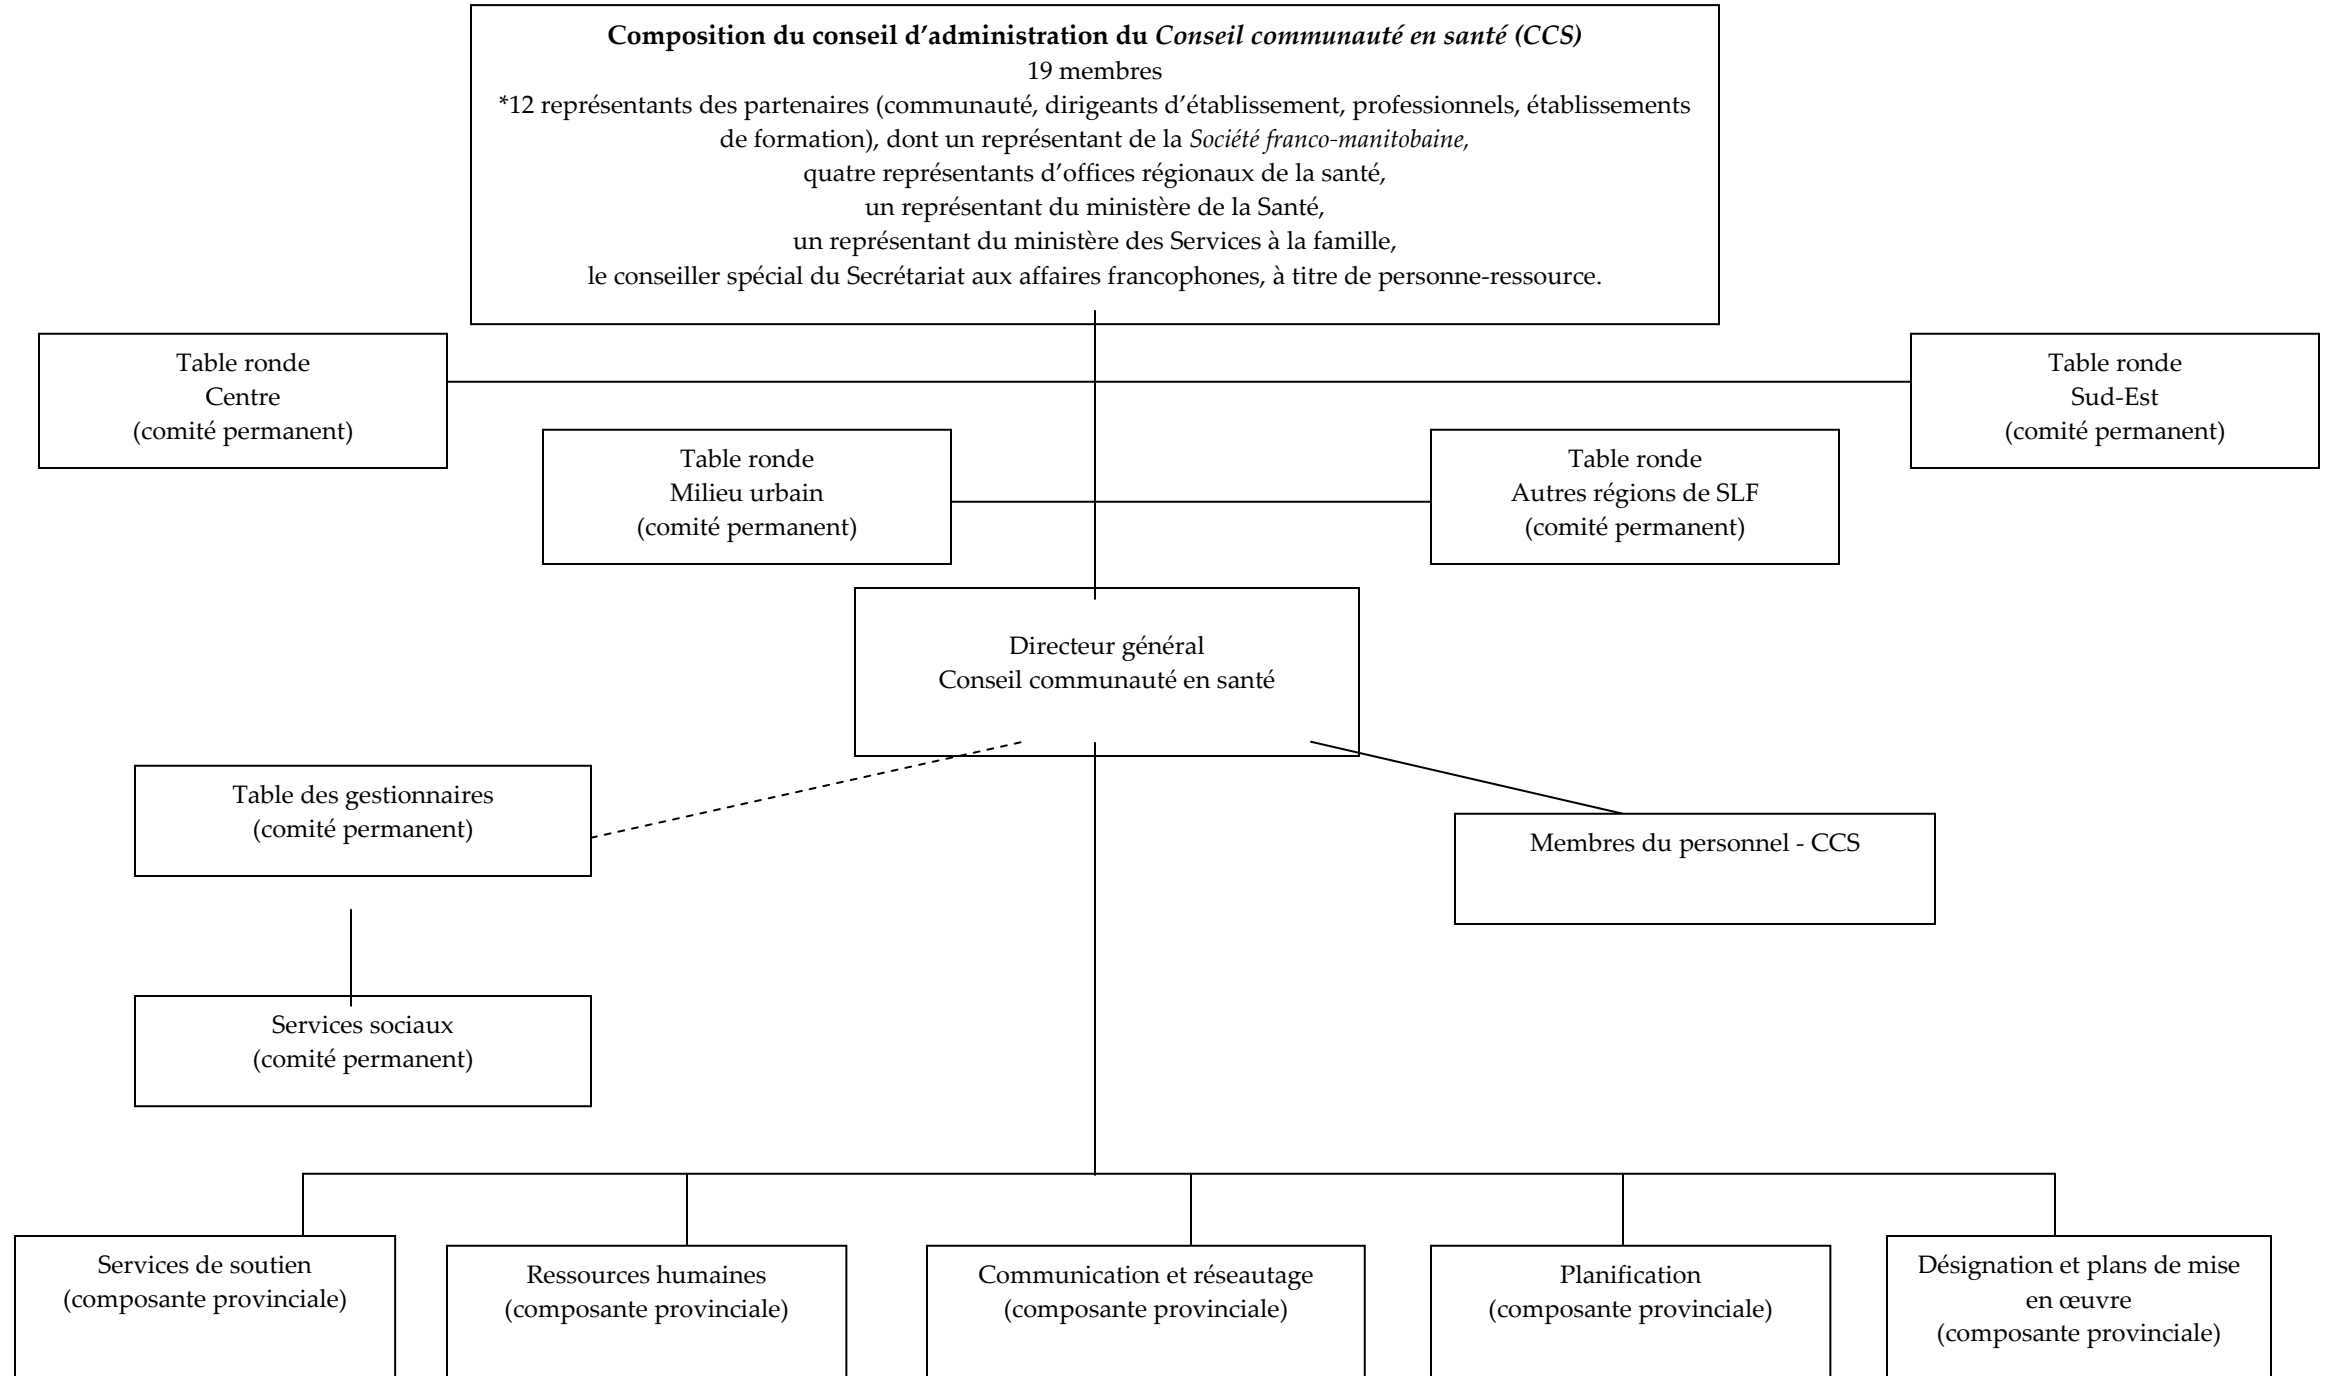 Composition du conseil d’administration du Conseil communauté en santé (CCS)
19 membres
*12 représentants des partenaires (communauté, dirigeants d’établissement, professionnels, établissements
de formation), dont un représentant de la Société franco-manitobaine,
quatre représentants d’offices régionaux de la santé,
un représentant du ministère de la Santé,
un représentant du ministère des Services à la famille,
le conseiller spécial du Secrétariat aux affaires francophones, à titre de personne-ressource.
Table ronde
Centre
(comité permanent)
Table ronde
Sud-Est
(comité permanent)
Table ronde
Milieu urbain
(comité permanent)
Table ronde
Autres régions de SLF
(comité permanent)
Directeur général
Conseil communauté en santé
Table des gestionnaires
(comité permanent)
Membres du personnel - CCS
Services sociaux
(comité permanent)
Services de soutien
(composante provinciale)
Ressources humaines
(composante provinciale)
Communication et réseautage
(composante provinciale)
Planification
(composante provinciale)
Désignation et plans de mise
en œuvre
(composante provinciale)